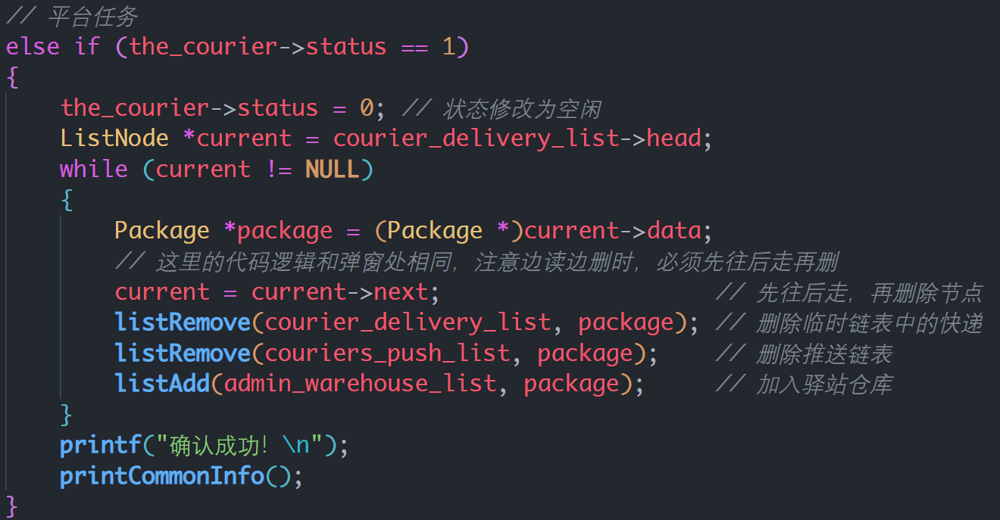 // 平台任务
else if (the_courier->status == 1)
{
    the_courier->status = 0; // 状态修改为空闲
    ListNode *current = courier_delivery_list->head;
    while (current != NULL)
    {
        Package *package = (Package *)current->data;
        // 这里的代码逻辑和弹窗处相同，注意边读边删时，必须先往后走再删
        current = current->next;                    // 先往后走，再删除节点
        listRemove(courier_delivery_list, package); // 删除临时链表中的快递
        listRemove(couriers_push_list, package);    // 删除推送链表
        listAdd(admin_warehouse_list, package);     // 加入驿站仓库
    }
    printf("确认成功！\n");
    printCommonInfo();
}